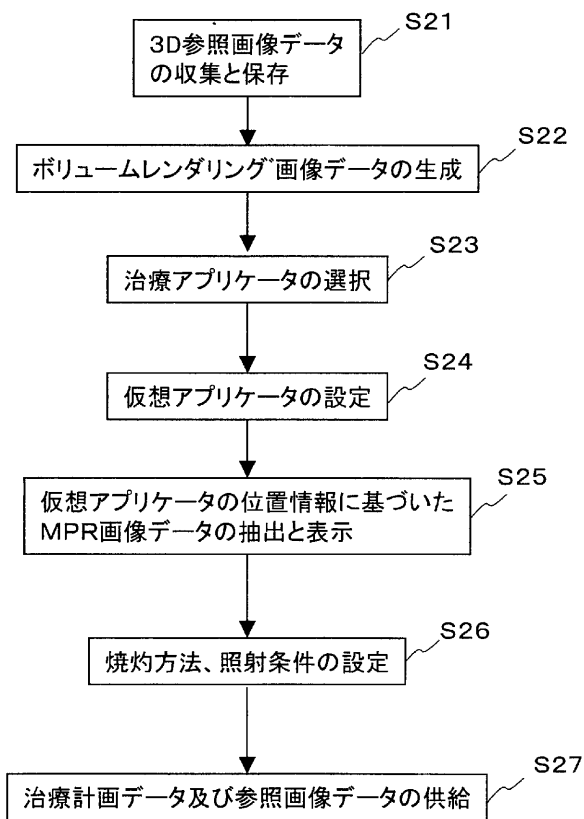 S21
3D参照画像データ
の収集と保存
S22
ボリュームレンダリング画像データの生成
S23
治療アプリケータの選択
S24
仮想アプリケータの設定
S25
仮想アプリケータの位置情報に基づいた
MPR画像データの抽出と表示
S26
焼灼方法、照射条件の設定
S27
治療計画データ及び参照画像データの供給